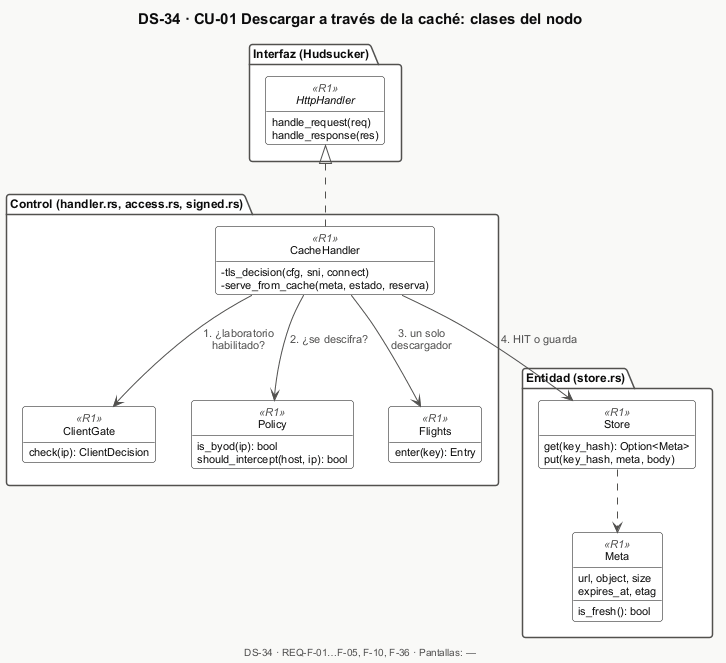 DS-34 · CU-01 Descargar a través de la caché: clases del nodo
Interfaz (Hudsucker)
«R1»
HttpHandler
handle_request(req)
handle_response(res)
Control (handler.rs, access.rs, signed.rs)
«R1»
CacheHandler
-tls_decision(cfg, sni, connect)
-serve_from_cache(meta, estado, reserva)
1. ¿laboratorio
habilitado?
2. ¿se descifra?
3. un solo
descargador
4. HIT o guarda
«R1»
ClientGate
check(ip): ClientDecision
«R1»
Policy
is_byod(ip): bool
should_intercept(host, ip): bool
«R1»
Flights
enter(key): Entry
Entidad (store.rs)
«R1»
Store
get(key_hash): Option<Meta>
put(key_hash, meta, body)
«R1»
Meta
url, object, size
expires_at, etag
is_fresh(): bool
DS-34 · REQ-F-01…F-05, F-10, F-36 · Pantallas: —